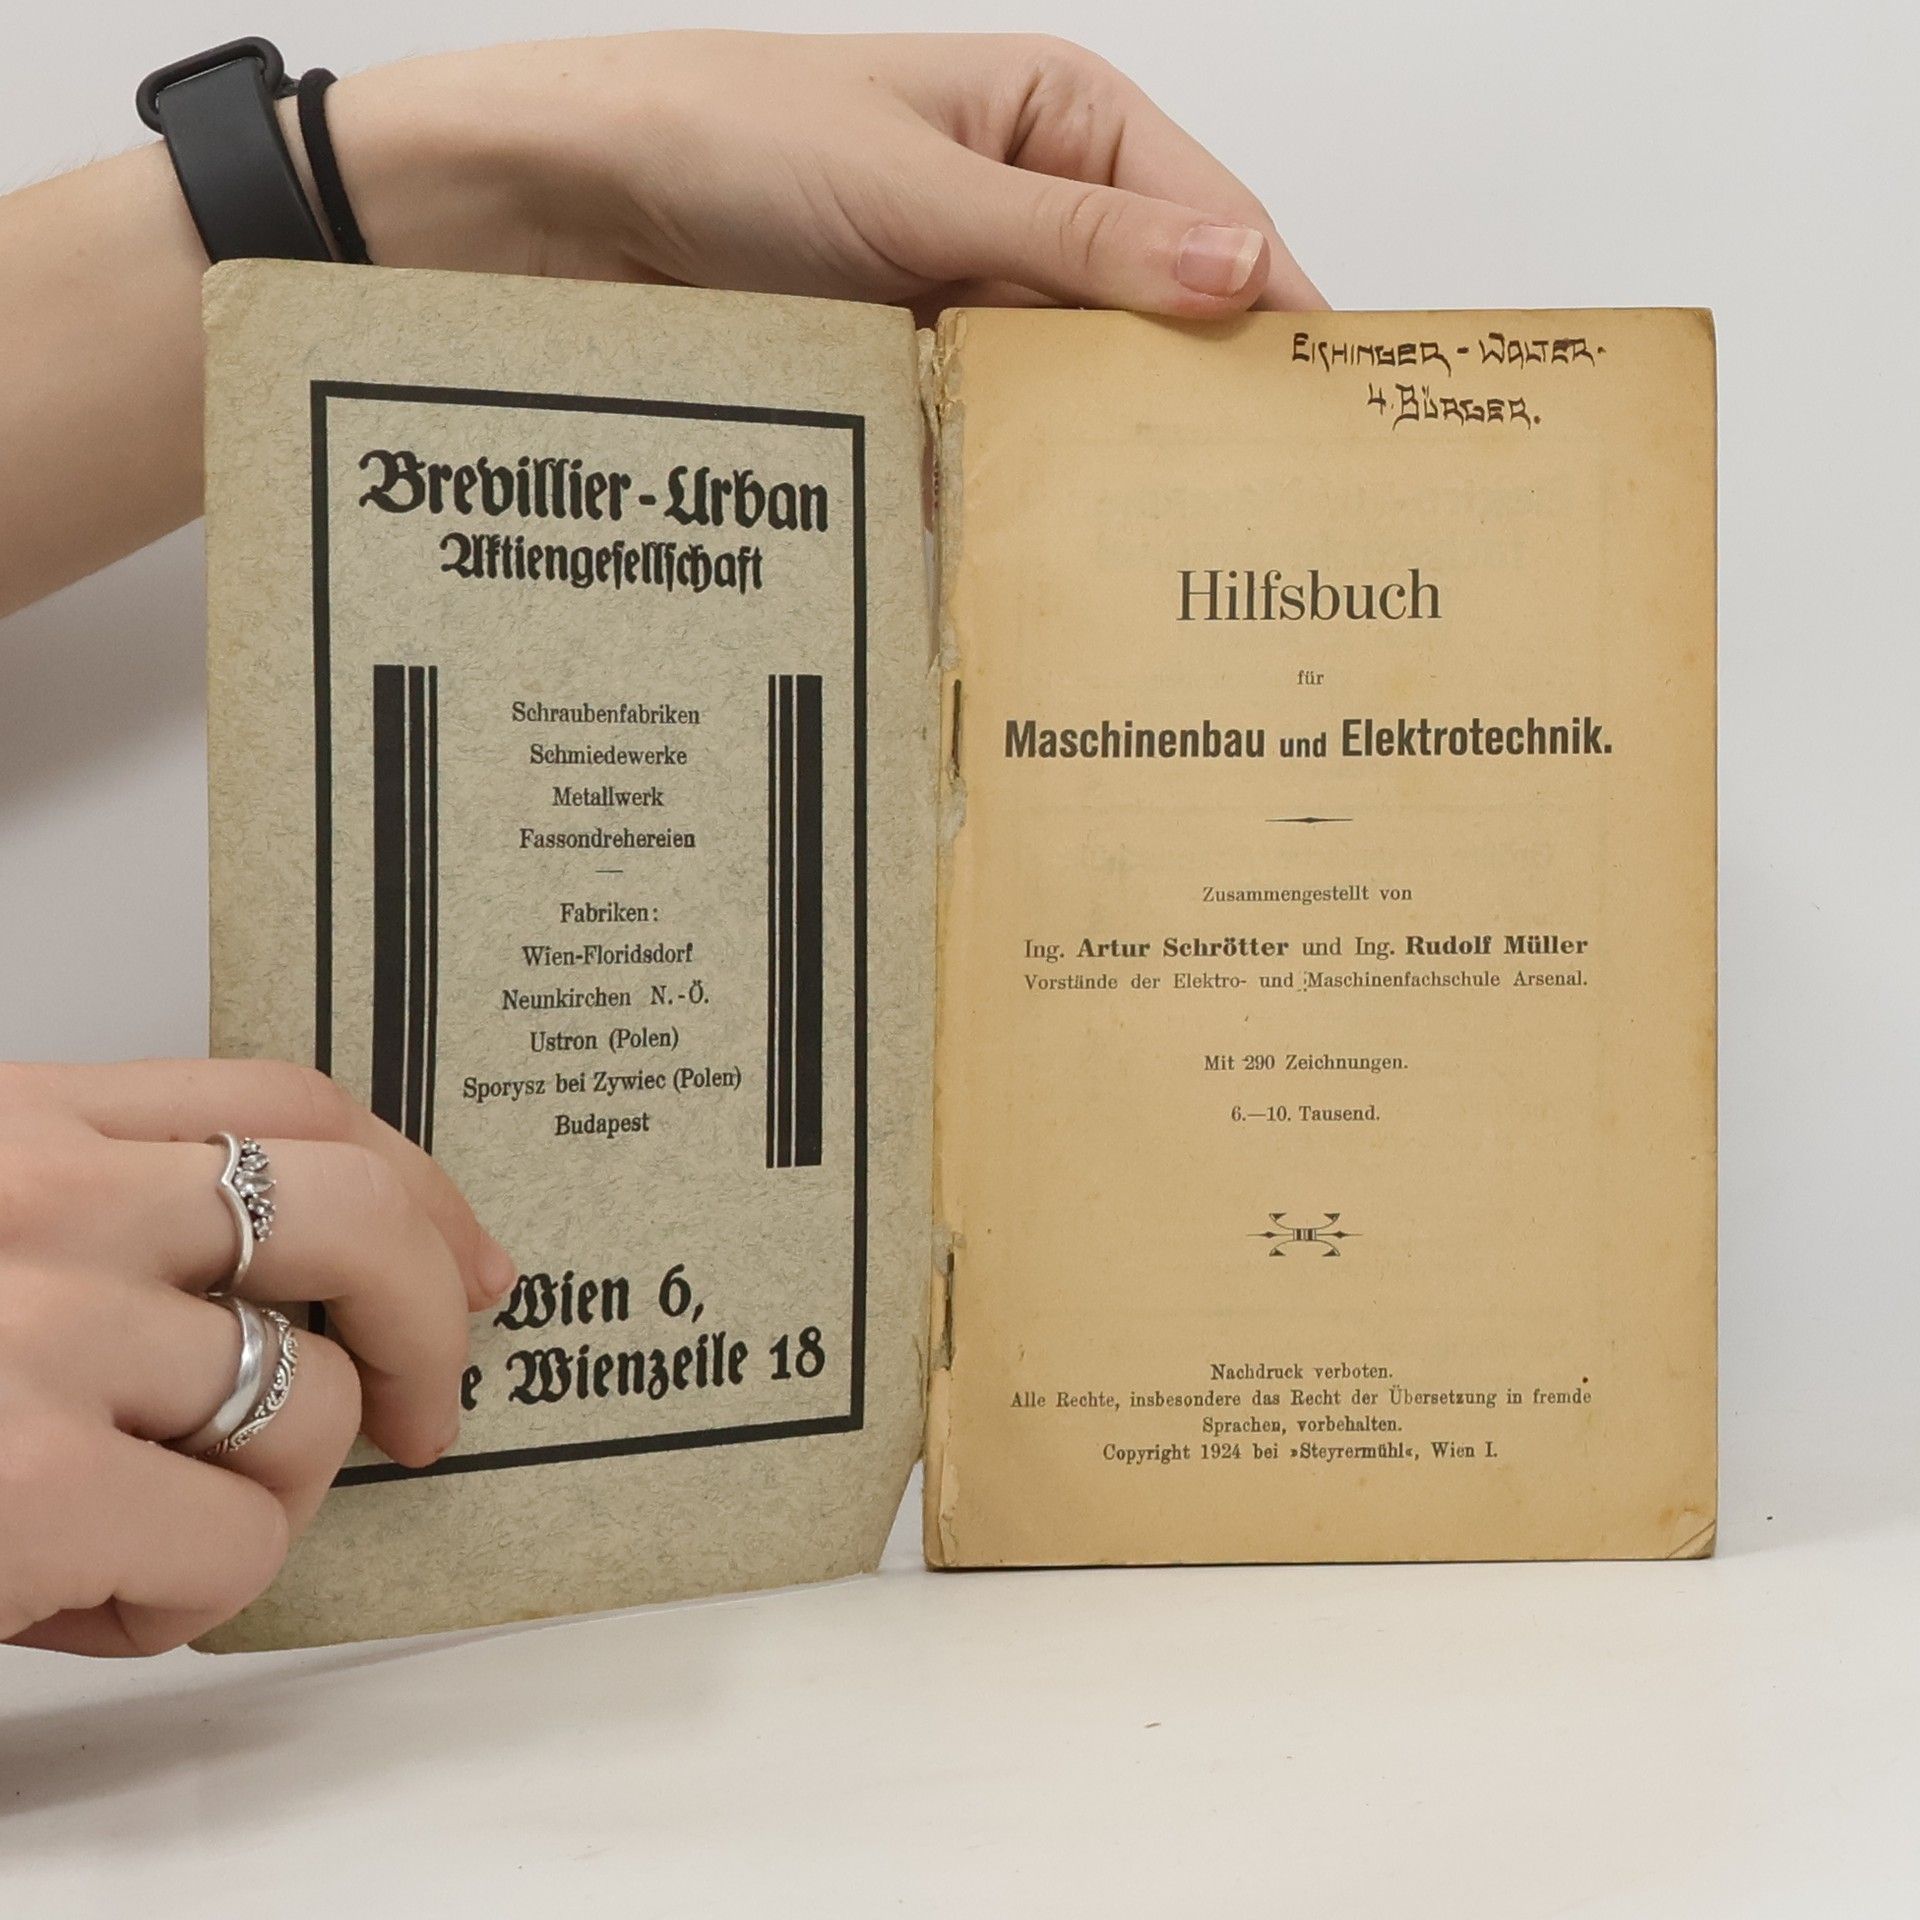 Brevillier-Urban
Aktiengesellschaft
Schraubenfabriken
Schmiedewerke
Metallwerk
Fassondrehereien
Fabriken:
Wien-Floridsdorf
Neunkirchen N.-Ö.
Ustron (Polen)
Sporysz bei Zywiec (Polen)
Budapest
Wien 6,
e Wienzeile 18
EICHINGER - WALTER.
4. BÜRGER.
Hilfsbuch
für
Maschinenbau und Elektrotechnik.
Zusammengestellt von
Ing. Artur Schrötter und Ing. Rudolf Müller
Vorstände der Elektro- und Maschinenfachschule Arsenal.
Mit 290 Zeichnungen.
6.—10. Tausend.
Nachdruck verboten.
Alle Rechte, insbesondere das Recht der Übersetzung in fremde
Sprachen, vorbehalten.
Copyright 1924 bei »Steyrermühl«, Wien I.